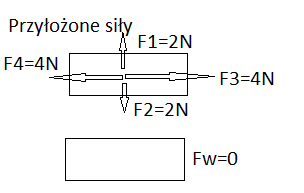 Przyłożone siły
F1=2N
F4=4N
F3=4N
F2=2N
Fw=0